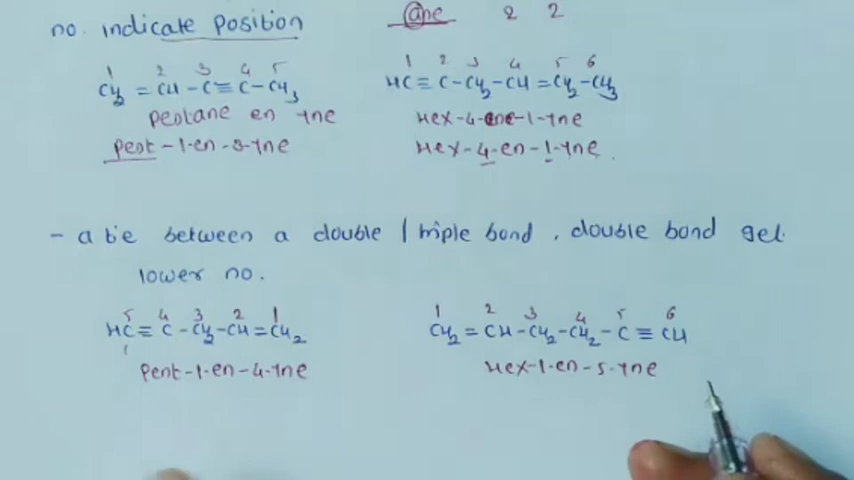 no. indicate position
ane 2 2
1 2 3 4 5
CH2 = CH - C ≡ C - CH3
pentane en yne
pent-1-en-3-yne
1 2 3 4 5 6
HC ≡ C - CH2 - CH = CH2 - CH3
Hex-4-ene-1-yne
Hex-4-en-1-yne.
- a tie between a double / triple bond, double bond get
lower no.
5 4 3 2 1
HC ≡ C - CH2 - CH = CH2
1
Pent-1-en-4-yne
1 2 3 4 5 6
CH2 = CH - CH2 - CH2 - C ≡ CH
Hex-1-en-5-yne